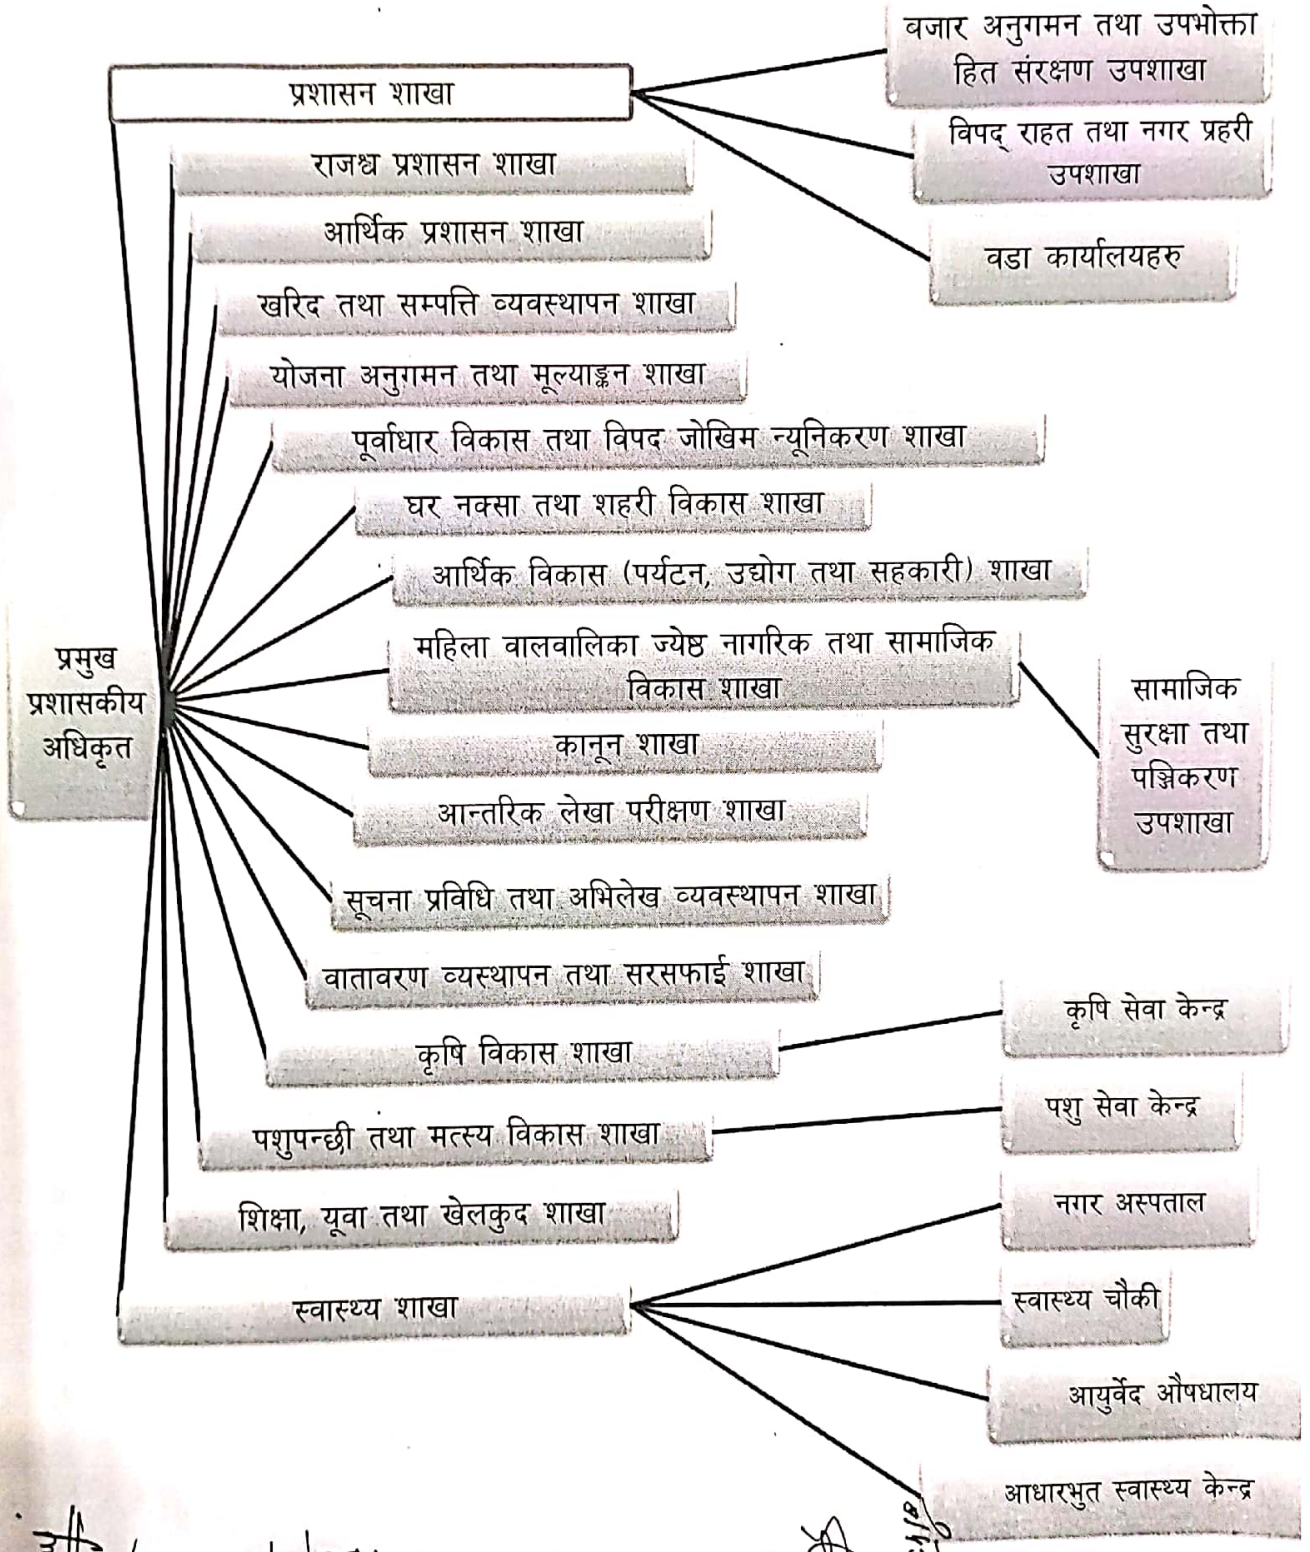 प्रशासन शाखा
बजार अनुगमन तथा उपभोक्ता
हित संरक्षण उपशाखा
विपद् राहत तथा नगर प्रहरी
उपशाखा
वडा कार्यालयहरु
राजश्व प्रशासन शाखा
आर्थिक प्रशासन शाखा
खरिद तथा सम्पत्ति व्यवस्थापन शाखा
योजना अनुगमन तथा मूल्याङ्कन शाखा
पूर्वाधार विकास तथा विपद जोखिम न्यूनिकरण शाखा
घर नक्सा तथा शहरी विकास शाखा
आर्थिक विकास (पर्यटन, उद्योग तथा सहकारी) शाखा
महिला वालवालिका ज्येष्ठ नागरिक तथा सामाजिक
विकास शाखा
सामाजिक
सुरक्षा तथा
पञ्जिकरण
उपशाखा
प्रमुख
प्रशासकीय
अधिकृत
कानून शाखा
आन्तरिक लेखा परीक्षण शाखा
सूचना प्रविधि तथा अभिलेख व्यवस्थापन शाखा
वातावरण व्यस्थापन तथा सरसफाई शाखा
कृषि विकास शाखा
कृषि सेवा केन्द्र
पशुपन्छी तथा मत्स्य विकास शाखा
पशु सेवा केन्द्र
शिक्षा, यूवा तथा खेलकुद शाखा
नगर अस्पताल
स्वास्थ्य शाखा
स्वास्थ्य चौकी
आयुर्वेद औषधालय
आधारभुत स्वास्थ्य केन्द्र